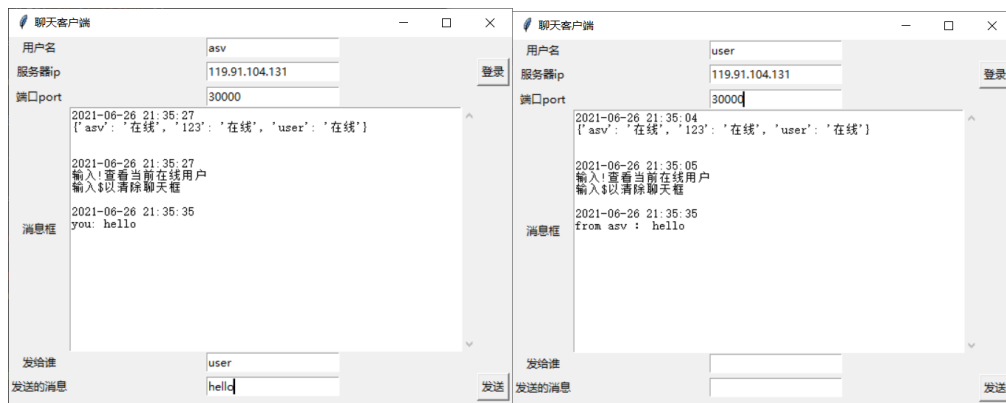 聊天客户端
用户名
asv
服务器ip
119.91.104.131
登录
端口port
30000
2021-06-26 21:35:27
{'asv': '在线', '123': '在线', 'user': '在线'}
2021-06-26 21:35:27
输入!查看当前在线用户
输入$以清除聊天框
2021-06-26 21:35:35
you: hello
消息框
发给谁
user
发送的消息
hello
发送
聊天客户端
用户名
user
服务器ip
119.91.104.131
登录
端口port
30000
2021-06-26 21:35:04
{'asv': '在线', '123': '在线', 'user': '在线'}
2021-06-26 21:35:05
输入!查看当前在线用户
输入$以清除聊天框
2021-06-26 21:35:35
from asv : hello
消息框
发给谁
发送的消息
发送